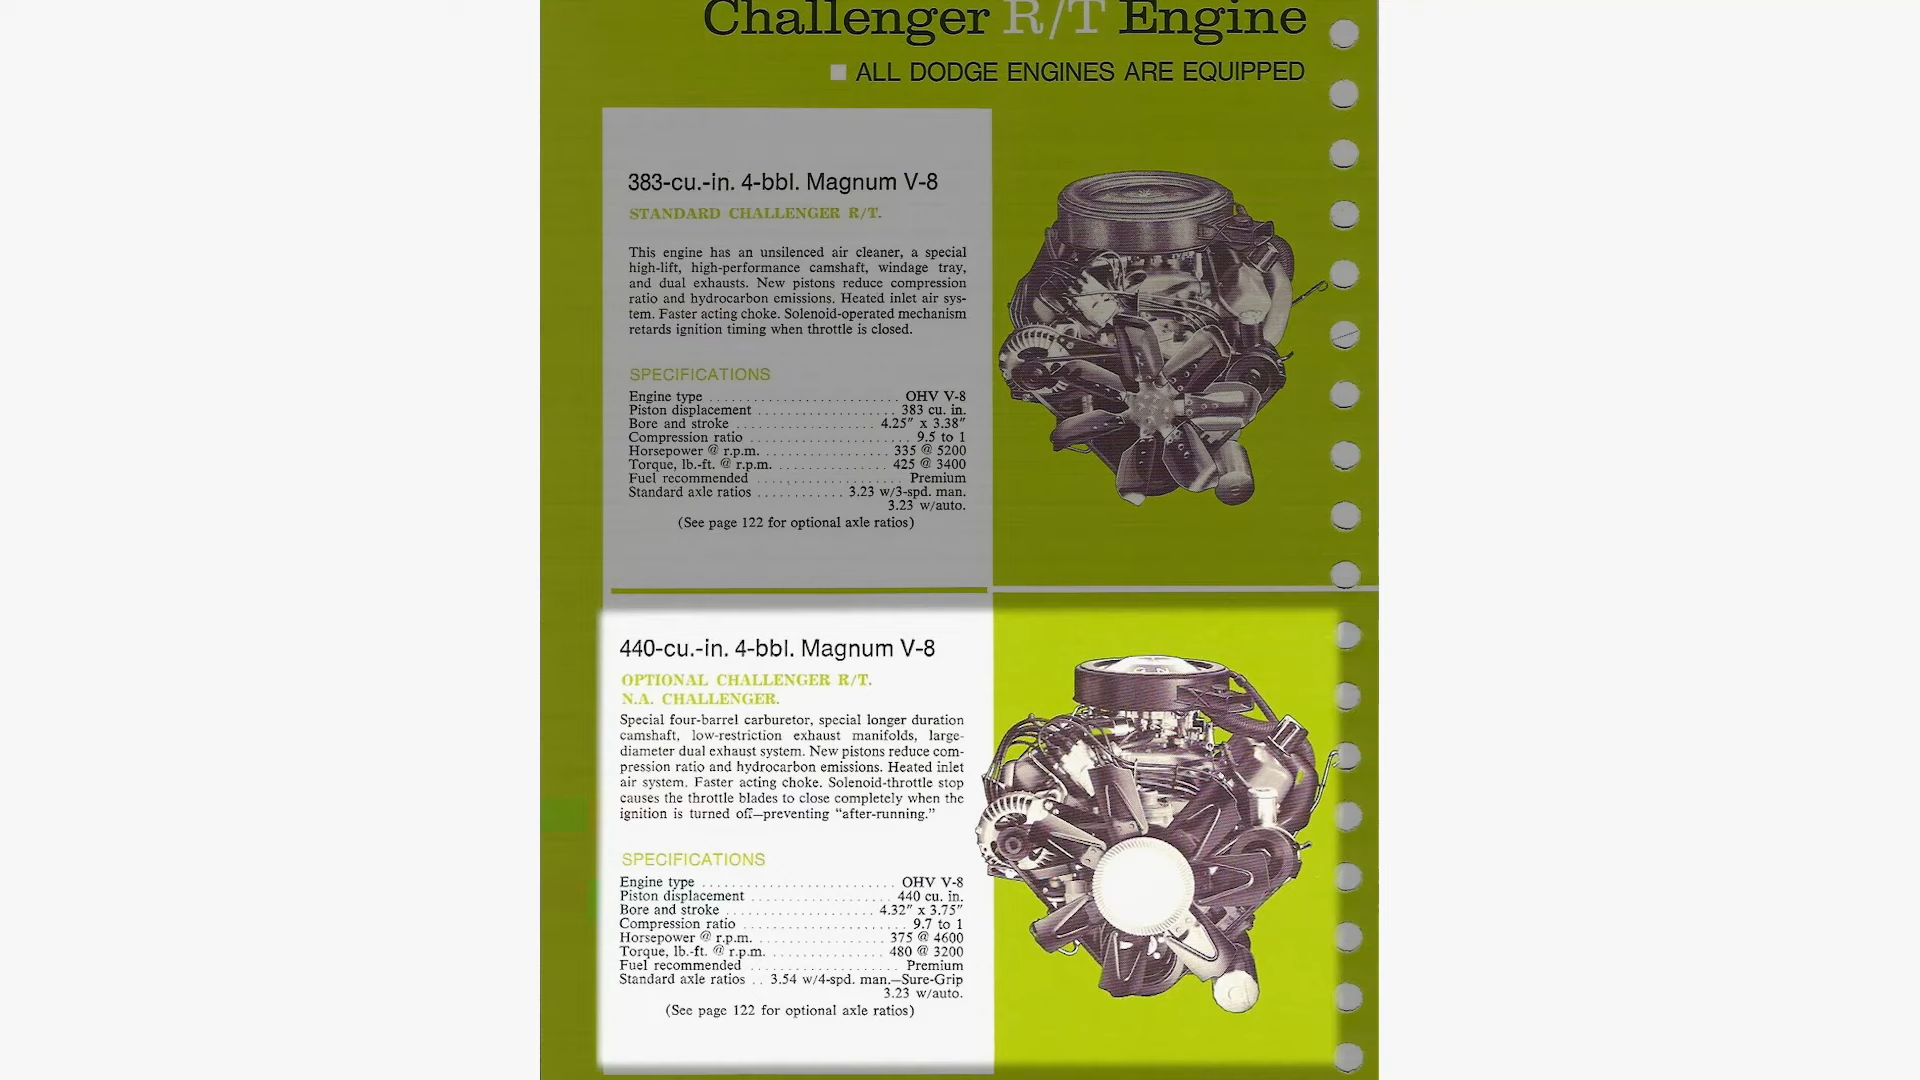 Challenger R/T Engine
ALL DODGE ENGINES ARE EQUIPPED
383-cu.-in. 4-bbl. Magnum V-8
STANDARD CHALLENGER R/T.
This engine has an unsilenced air cleaner, a special
high-lift, high-performance camshaft, windage tray,
and dual exhausts. New pistons reduce compression
ratio and hydrocarbon emissions. Heated inlet air sys-
tem. Faster acting choke. Solenoid-operated mechanism
retards ignition timing when throttle is closed.
SPECIFICATIONS
Engine type . . . . . . . . . . . . . . . . . . . . . . . . OHV V-8
Piston displacement . . . . . . . . . . . . . . . . . . 383 cu. in.
Bore and stroke . . . . . . . . . . . . . . . . . . 4.25" x 3.38"
Compression ratio . . . . . . . . . . . . . . . . . . . . . 9.5 to 1
Horsepower @ r.p.m. . . . . . . . . . . . . . . . . . 335 @ 5200
Torque, lb.-ft. @ r.p.m. . . . . . . . . . . . . . . . 425 @ 3400
Fuel recommended . . . . . . . . . . . . . . . . . . . . Premium
Standard axle ratios . . . . . . . . . . . 3.23 w/3-spd. man.
3.23 w/auto.
(See page 122 for optional axle ratios)
440-cu.-in. 4-bbl. Magnum V-8
OPTIONAL CHALLENGER R/T.
N.A. CHALLENGER.
Special four-barrel carburetor, special longer duration
camshaft, low-restriction exhaust manifolds, large-
diameter dual exhaust system. New pistons reduce com-
pression ratio and hydrocarbon emissions. Heated inlet
air system. Faster acting choke. Solenoid-throttle stop
causes the throttle blades to close completely when the
ignition is turned off—preventing “after-running.”
SPECIFICATIONS
Engine type . . . . . . . . . . . . . . . . . . . . . . . . OHV V-8
Piston displacement . . . . . . . . . . . . . . . . . . 440 cu. in.
Bore and stroke . . . . . . . . . . . . . . . . . . 4.32" x 3.75"
Compression ratio . . . . . . . . . . . . . . . . . . . . . 9.7 to 1
Horsepower @ r.p.m. . . . . . . . . . . . . . . . . . 375 @ 4600
Torque, lb.-ft. @ r.p.m. . . . . . . . . . . . . . . . 480 @ 3200
Fuel recommended . . . . . . . . . . . . . . . . . . . . Premium
Standard axle ratios . . 3.54 w/4-spd. man.—Sure-Grip
3.23 w/auto.
(See page 122 for optional axle ratios)